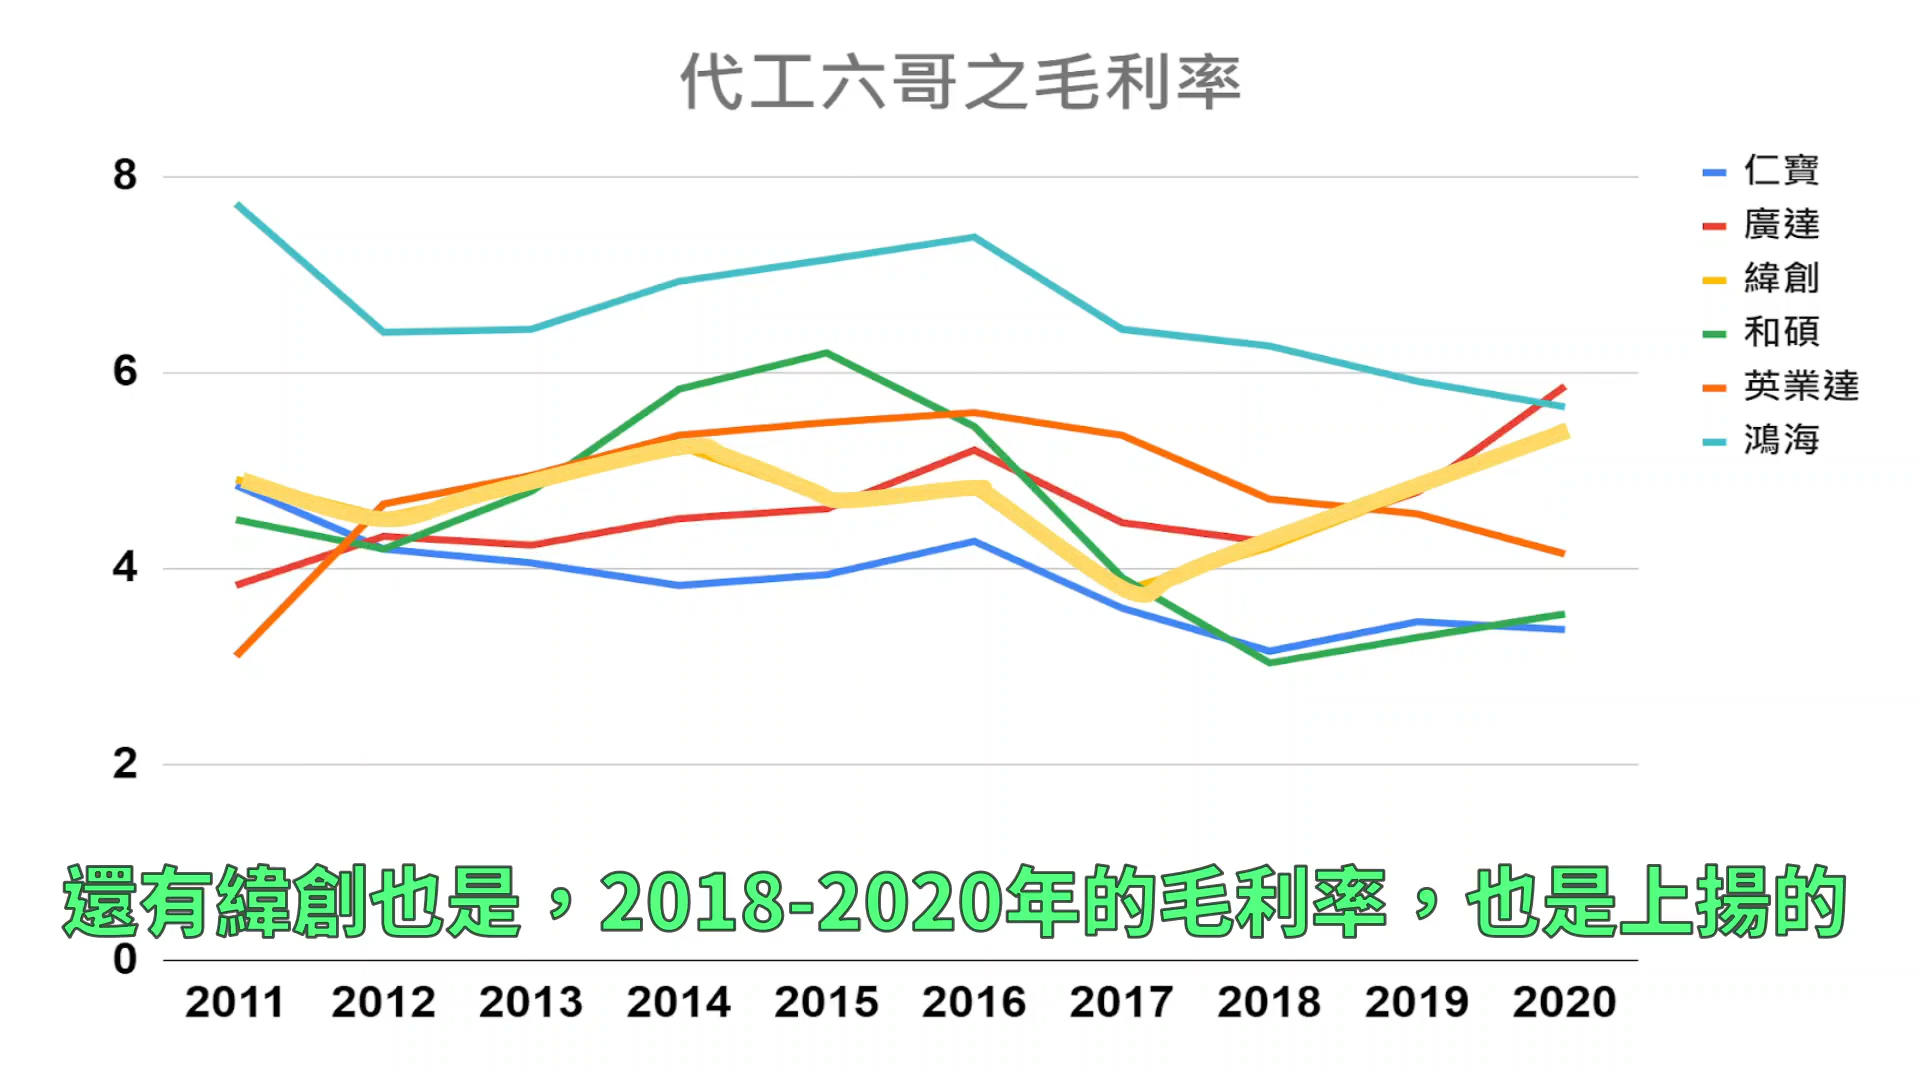 代工六哥之毛利率
8
6
4
2
0
仁寶
廣達
緯創
和碩
英業達
鴻海
還有緯創也是，2018-2020年的毛利率，也是上揚的
2011 2012 2013 2014 2015 2016 2017 2018 2019 2020